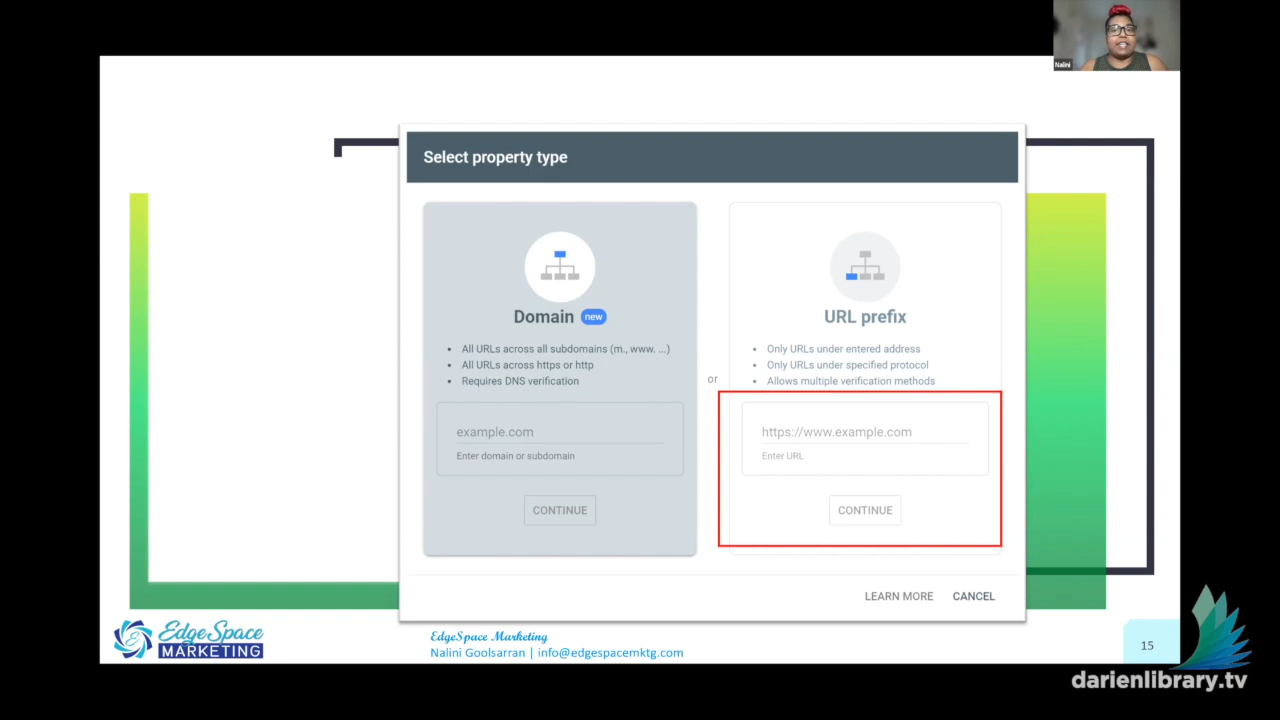 Nalini
Select property type
Domain new
All URLs across all subdomains (m., www. ...)
All URLs across https or http
Requires DNS verification
example.com
Enter domain or subdomain
CONTINUE
or
URL prefix
Only URLs under entered address
Only URLs under specified protocol
Allows multiple verification methods
https://www.example.com
Enter URL
CONTINUE
LEARN MORE CANCEL
EdgeSpace
MARKETING
EdgeSpace Marketing
Nalini Goolsarran | info@edgespacemktg.com
15
darienlibrary.tv